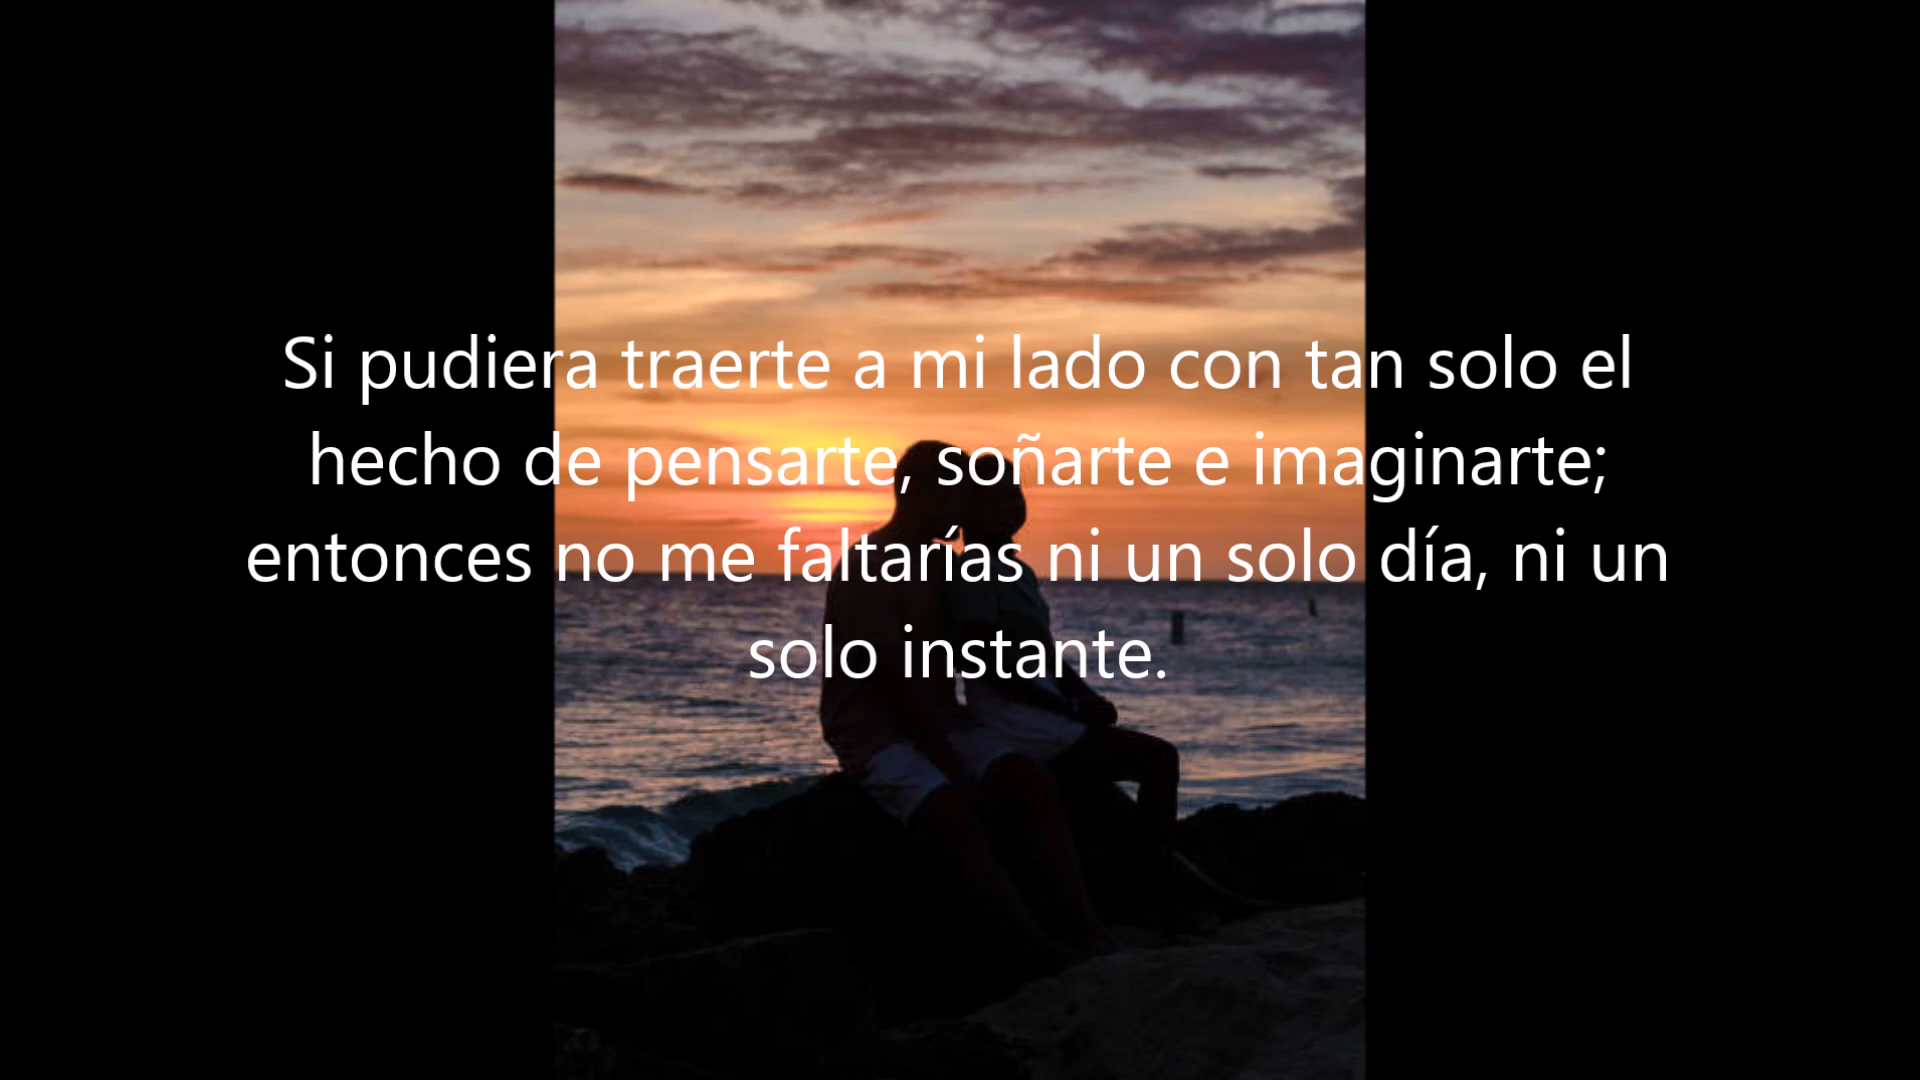 Si pudiera traerte a mi lado con tan solo el
hecho de pensarte, soñarte e imaginarte;
entonces no me faltarías ni un solo día, ni un
solo instante.